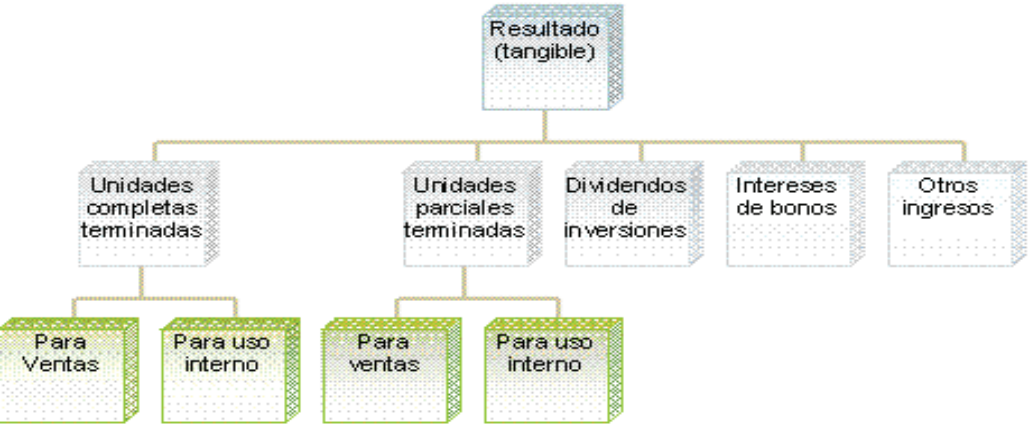 Resultado
(tangible)
Unidades
completas
terminadas
Unidades
parciales
terminadas
Dividendos
de
inversiones
Intereses
de bonos
Otros
ingresos
Para
Ventas
Para uso
interno
Para
ventas
Para uso
interno